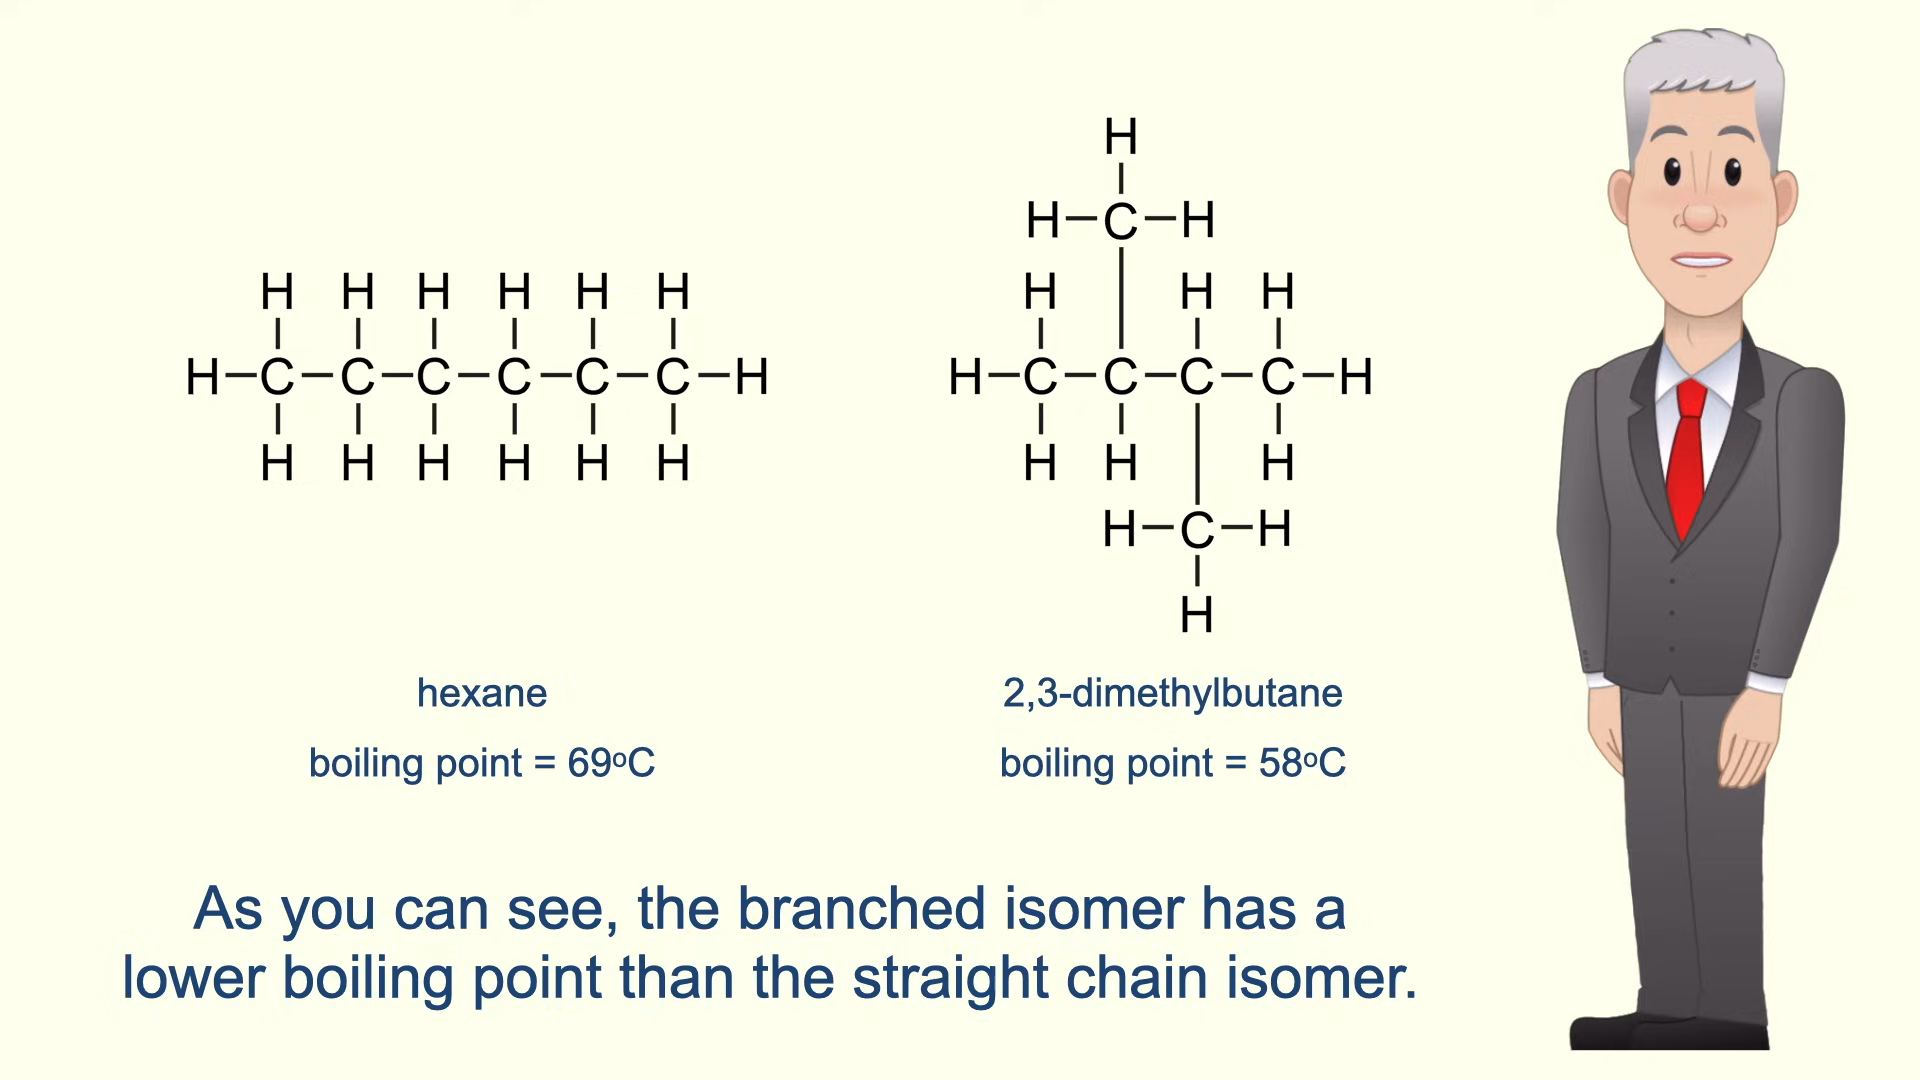 H
H–C–H
H H H H H H H H H
H–C–C–C–C–C–C–H H–C–C–C–C–H
H H H H H H H H H
H–C–H
H
hexane 2,3-dimethylbutane
boiling point = 69ºC boiling point = 58ºC
As you can see, the branched isomer has a
lower boiling point than the straight chain isomer.